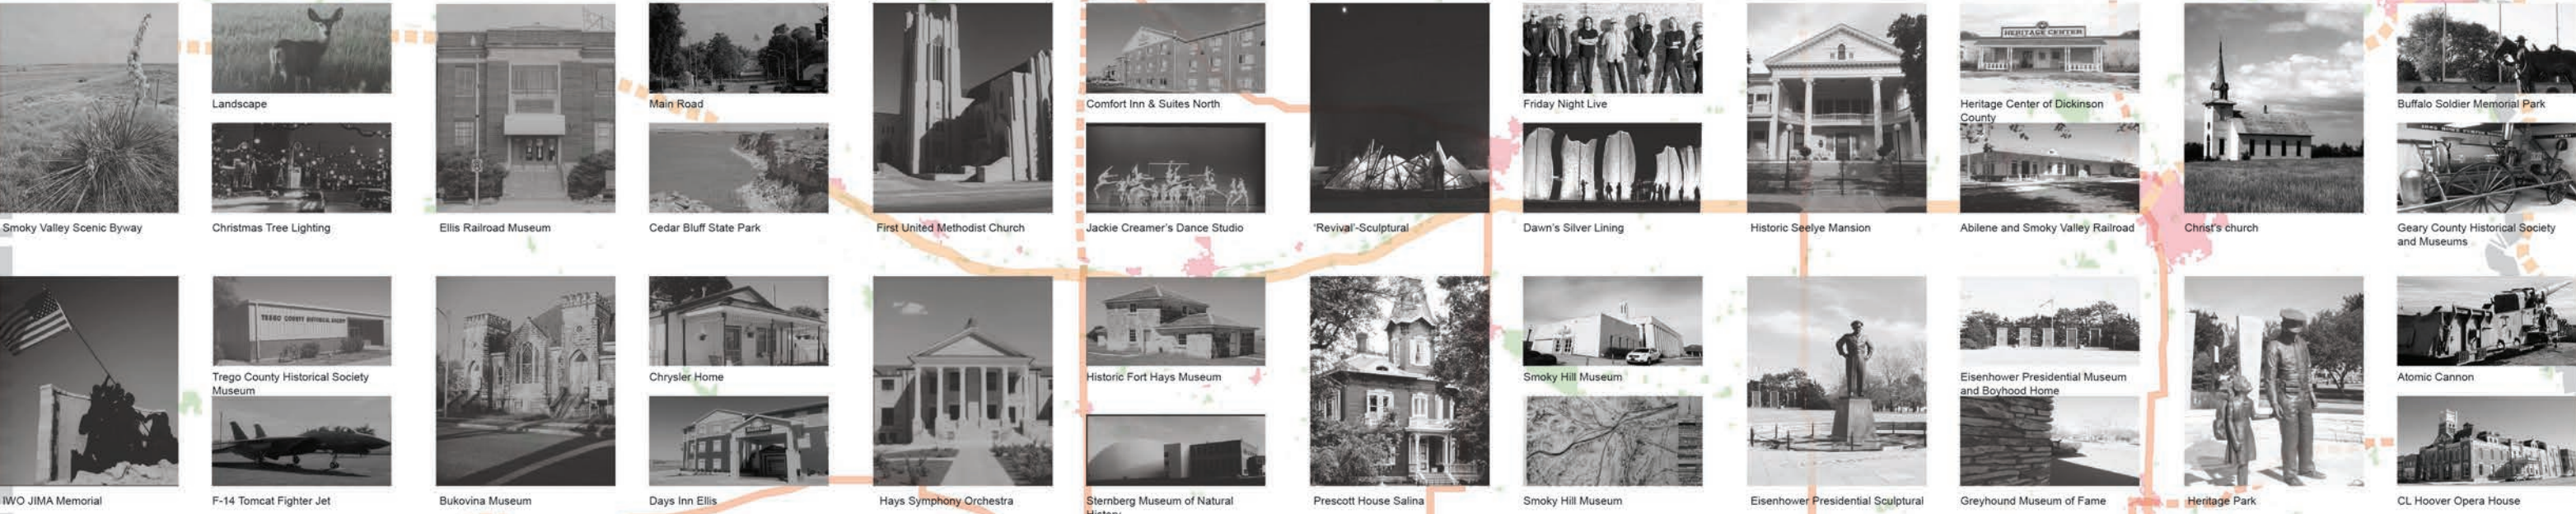 HERITAGE CENTER
Landscape
Main Road
Comfort Inn & Suites North
Friday Night Live
Heritage Center of Dickinson
County
Buffalo Soldier Memorial Park
Smoky Valley Scenic Byway
Christmas Tree Lighting
Ellis Railroad Museum
Cedar Bluff State Park
First United Methodist Church
Jackie Creamer's Dance Studio
'Revival'-Sculptural
Dawn's Silver Lining
Historic Seelye Mansion
Abilene and Smoky Valley Railroad
Christ's church
Geary County Historical Society
and Museums
TREGO COUNTY HISTORICAL SOCIETY
Trego County Historical Society
Museum
Chrysler Home
Historic Fort Hays Museum
Smoky Hill Museum
Eisenhower Presidential Museum
and Boyhood Home
Atomic Cannon
IWO JIMA Memorial
F-14 Tomcat Fighter Jet
Bukovina Museum
Days Inn Ellis
Hays Symphony Orchestra
Sternberg Museum of Natural
History
Prescott House Salina
Smoky Hill Museum
Eisenhower Presidential Sculptural
Greyhound Museum of Fame
Heritage Park
CL Hoover Opera House